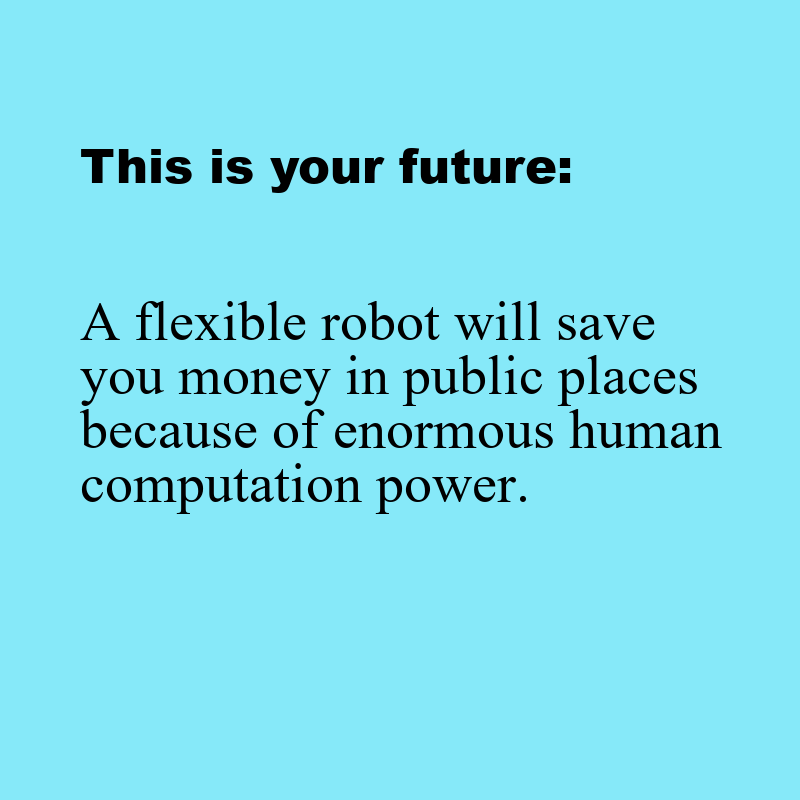 This is your future:
A flexible robot will save
you money in public places
because of enormous human
computation power.